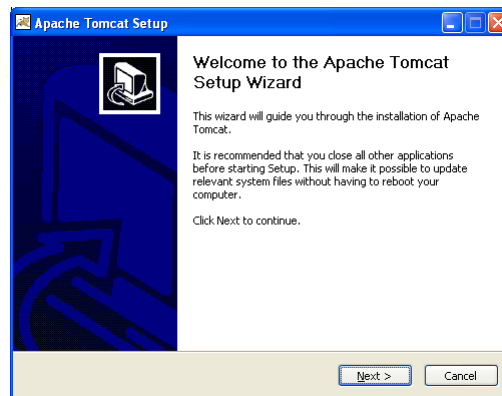 Apache Tomcat Setup
Welcome to the Apache Tomcat
Setup Wizard
This wizard will guide you through the installation of Apache
Tomcat.
It is recommended that you close all other applications
before starting Setup. This will make it possible to update
relevant system files without having to reboot your
computer.
Click Next to continue.
Next > Cancel